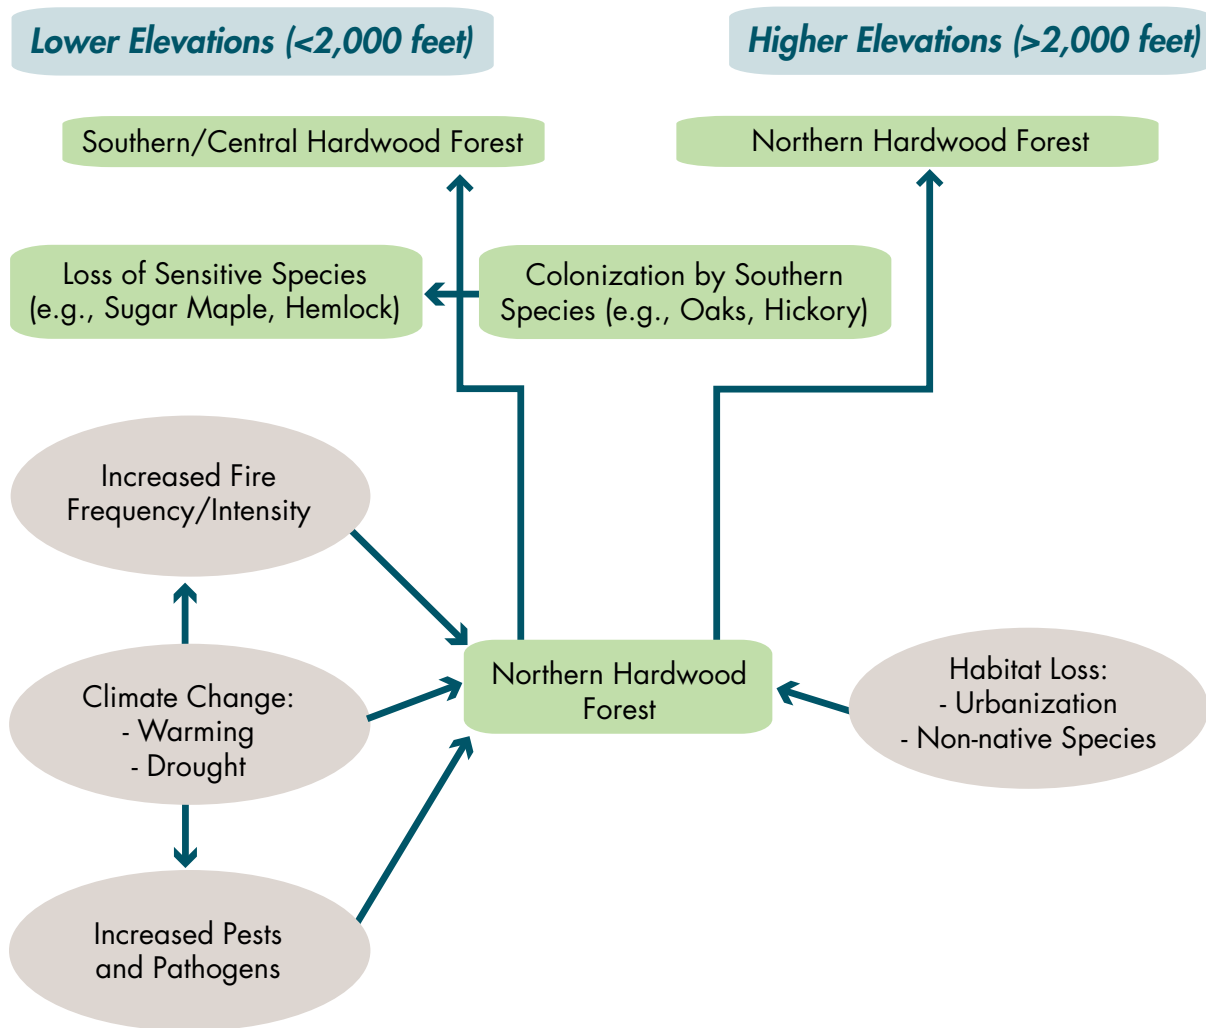 Lower Elevations (<2,000 feet)
Higher Elevations (>2,000 feet)
Southern/Central Hardwood Forest
Northern Hardwood Forest
Loss of Sensitive Species
(e.g., Sugar Maple, Hemlock)
Colonization by Southern
Species (e.g., Oaks, Hickory)
Increased Fire
Frequency/Intensity
Climate Change:
- Warming
- Drought
Northern Hardwood
Forest
Habitat Loss:
- Urbanization
- Non-native Species
Increased Pests
and Pathogens